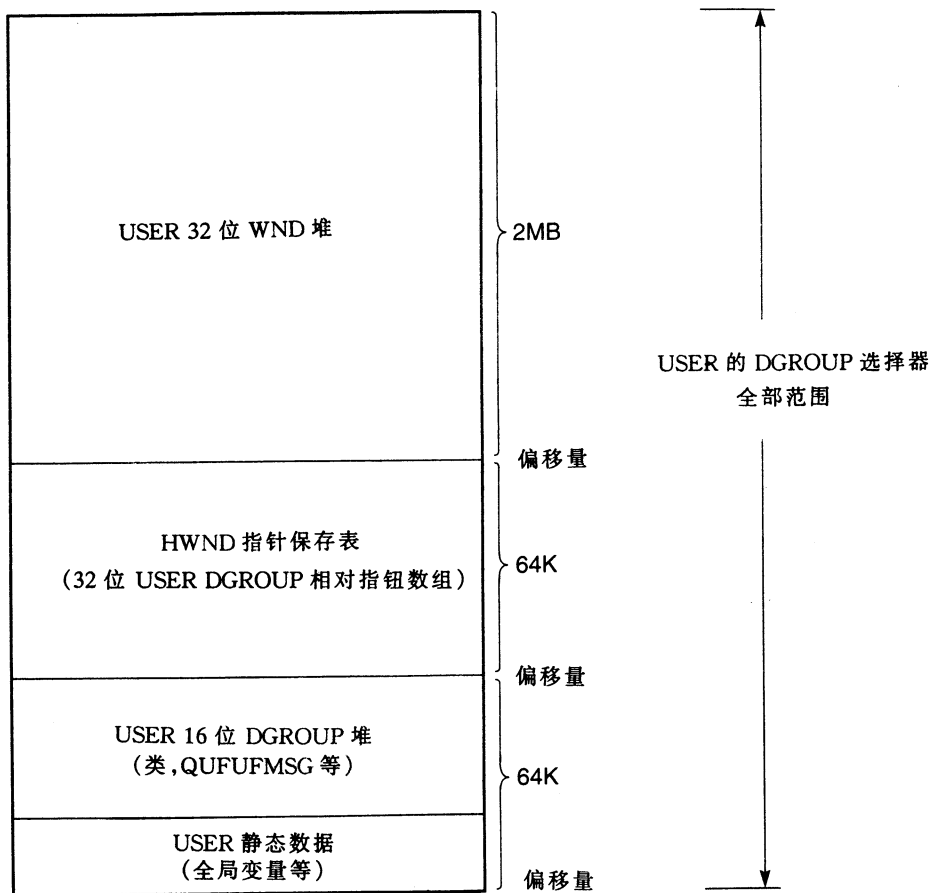 USER 32 位 WND 堆
2MB
USER 的 DGROUP 选择器
全部范围
偏移量
HWND 指针保存表
(32 位 USER DGROUP 相对指钮数组)
64K
偏移量
USER 16 位 DGROUP 堆
(类,QUFUFMSG 等)
64K
USER 静态数据
(全局变量等)
偏移量